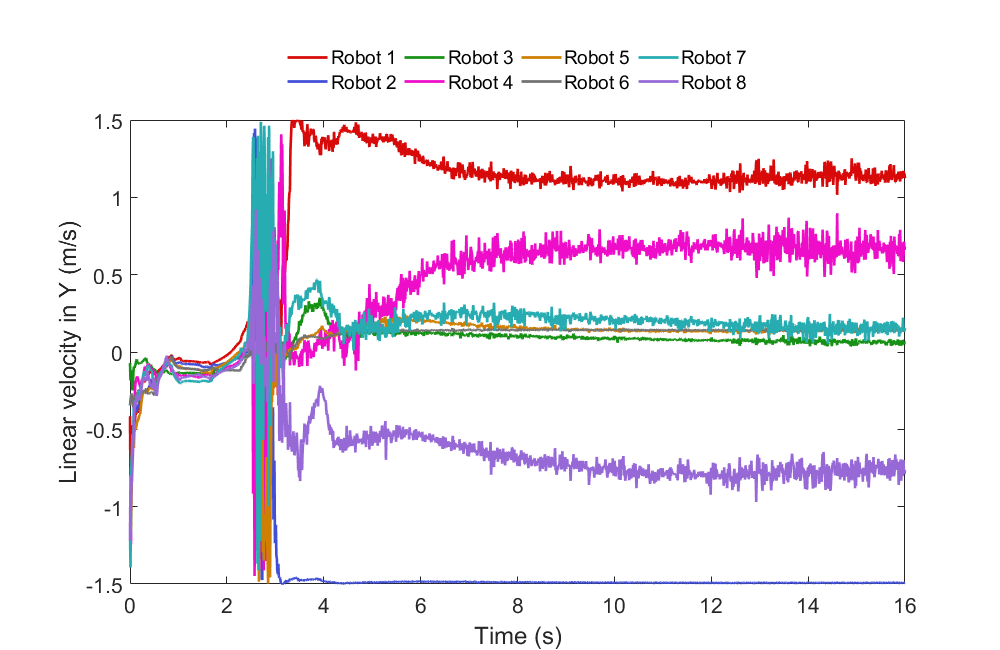 Robot 1 Robot 3 Robot 5 Robot 7
Robot 2 Robot 4 Robot 6 Robot 8
Linear velocity in Y (m/s)
1.5
1
0.5
0
-0.5
-1
-1.5
0 2 4 6 8 10 12 14 16
Time (s)